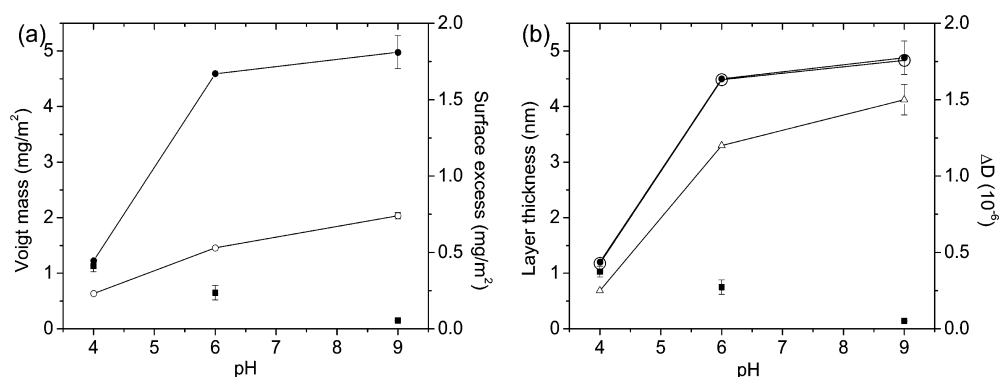 (a)
Voigt mass (mg/m²)
5
4
3
2
1
0
2.0
1.5
1.0
0.5
0.0
Surface excess (mg/m²)
4 5 6 7 8 9
pH
(b)
Layer thickness (nm)
5
4
3
2
1
0
2.0
1.5
1.0
0.5
0.0
ΔD (10⁻⁶)
4 5 6 7 8 9
pH